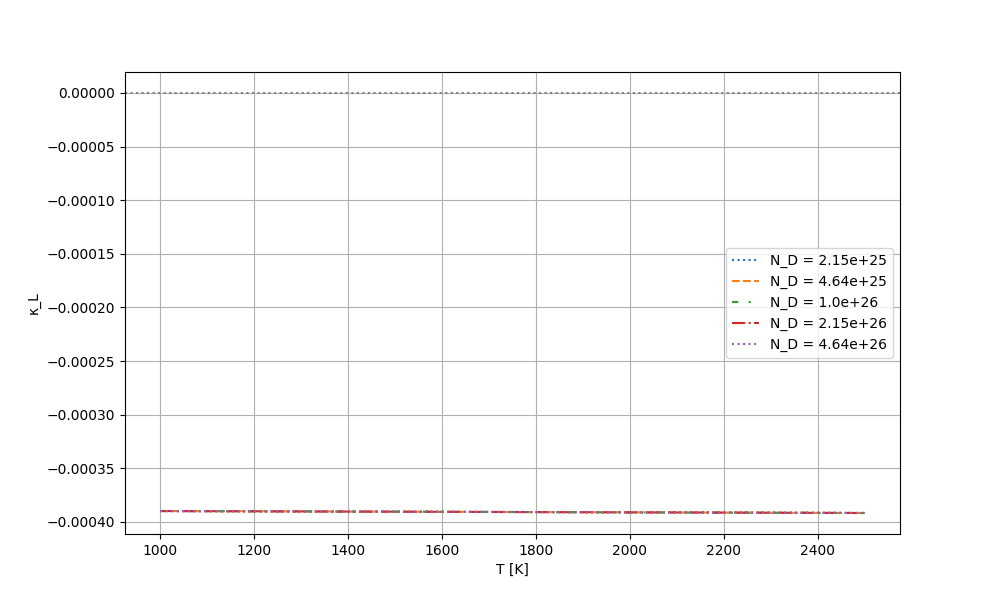 0.00000
−0.00005
−0.00010
−0.00015
−0.00020
−0.00025
−0.00030
−0.00035
−0.00040
κ_L
N_D = 2.15e+25
N_D = 4.64e+25
N_D = 1.0e+26
N_D = 2.15e+26
N_D = 4.64e+26
1000 1200 1400 1600 1800 2000 2200 2400
T [K]